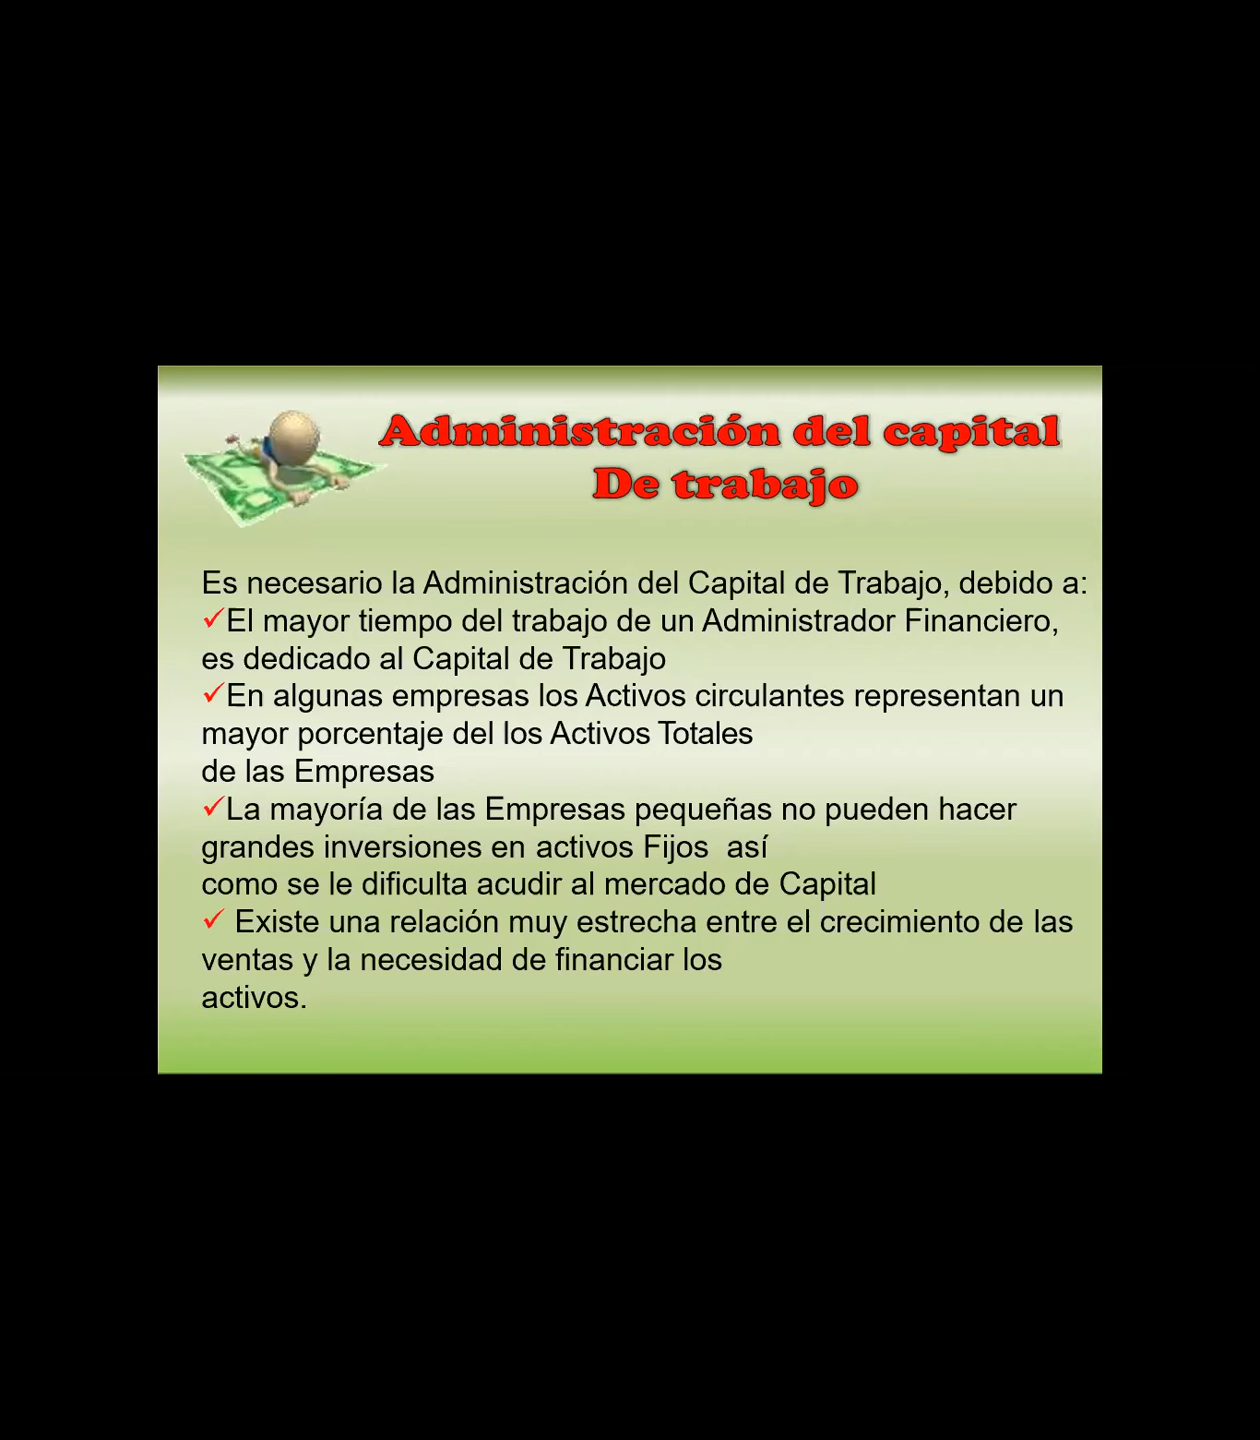 Administración del capital
De trabajo
Es necesario la Administración del Capital de Trabajo, debido a:
✓El mayor tiempo del trabajo de un Administrador Financiero,
es dedicado al Capital de Trabajo
✓En algunas empresas los Activos circulantes representan un
mayor porcentaje del los Activos Totales
de las Empresas
✓La mayoría de las Empresas pequeñas no pueden hacer
grandes inversiones en activos Fijos  así
como se le dificulta acudir al mercado de Capital
✓ Existe una relación muy estrecha entre el crecimiento de las
ventas y la necesidad de financiar los
activos.